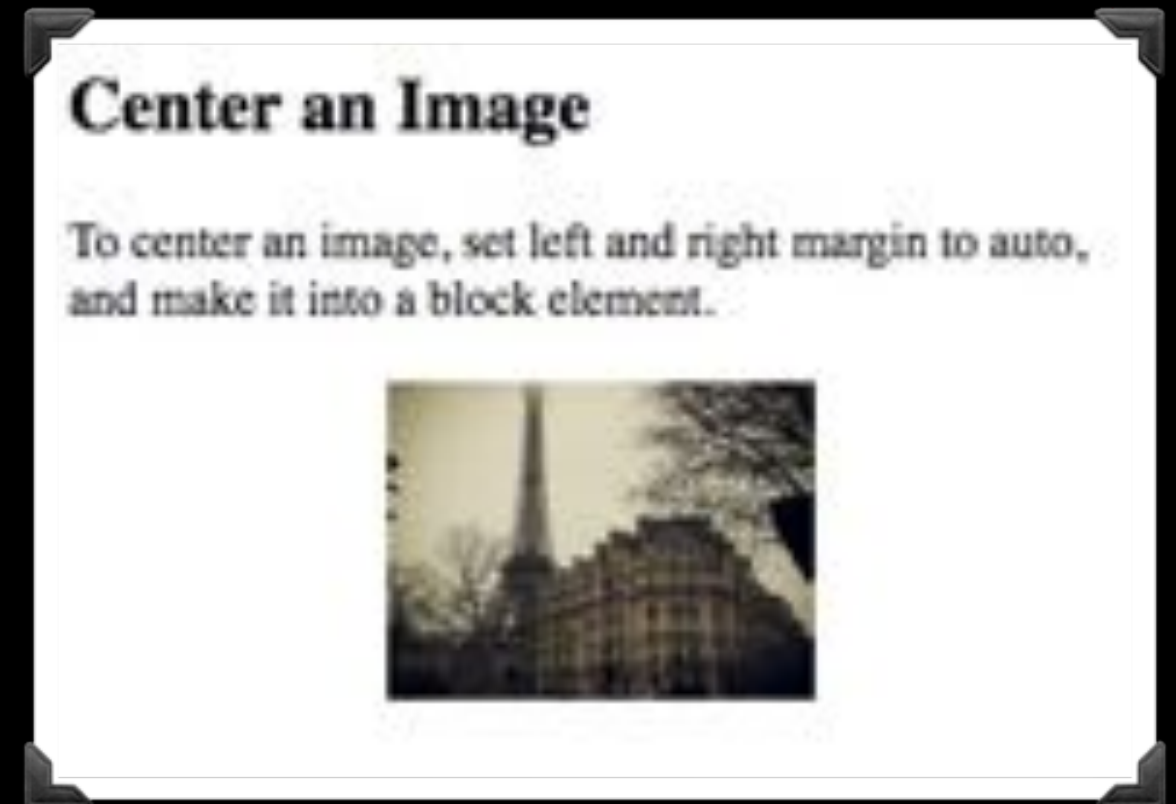 Center an Image
To center an image, set left and right margin to auto,
and make it into a block element.